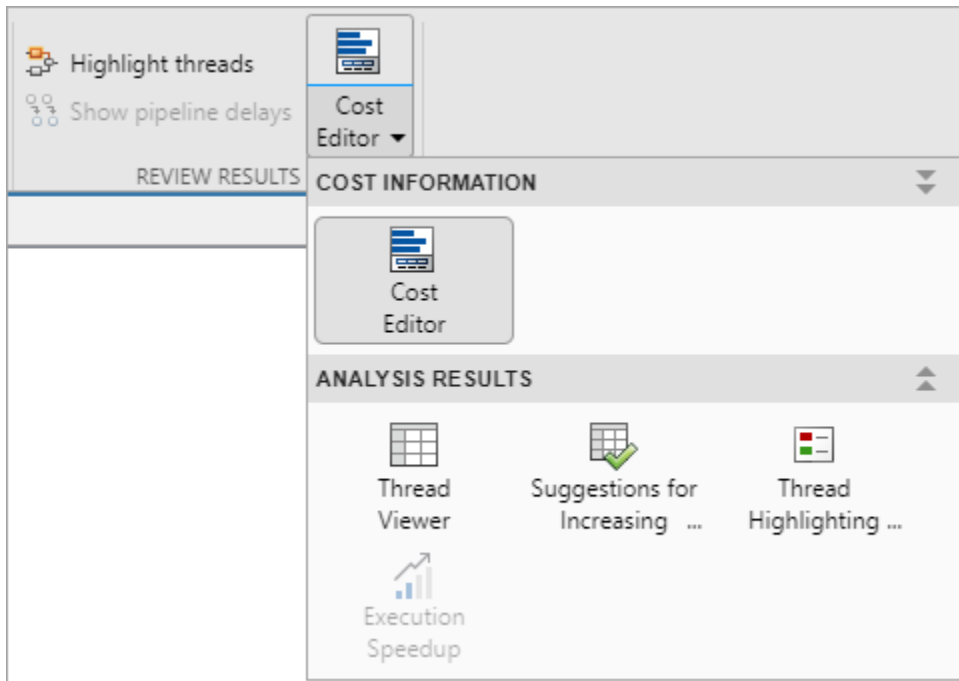 Highlight threads
Show pipeline delays
REVIEW RESULTS
Cost
Editor
COST INFORMATION
Cost
Editor
ANALYSIS RESULTS
Thread
Viewer
Suggestions for
Increasing ...
Thread
Highlighting ...
Execution
Speedup